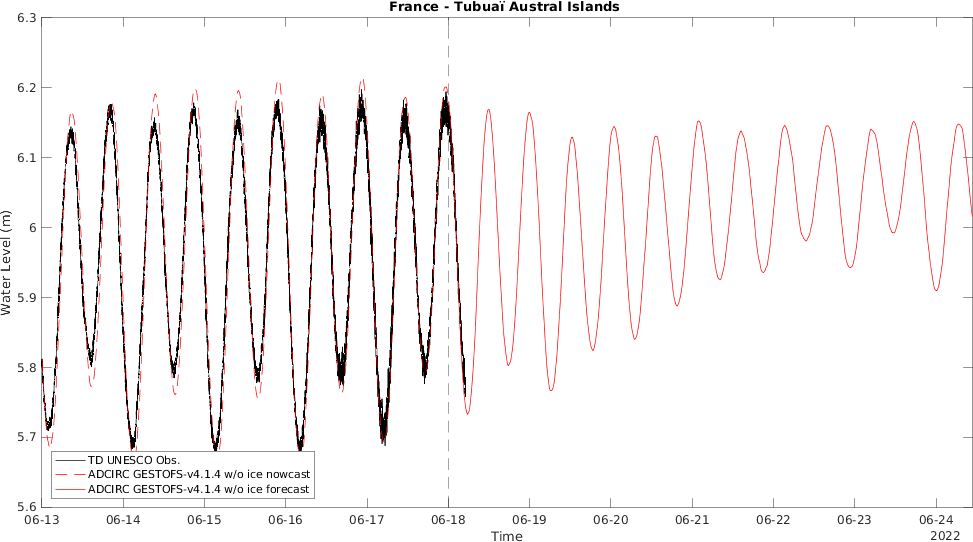 France - Tubuaï Austral Islands
6.3
6.2
6.1
6
5.9
5.8
5.7
5.6
Water Level (m)
TD UNESCO Obs.
ADCIRC GESTOFS-v4.1.4 w/o ice nowcast
ADCIRC GESTOFS-v4.1.4 w/o ice forecast
06-13 06-14 06-15 06-16 06-17 06-18 06-19 06-20 06-21 06-22 06-23 06-24
Time
2022